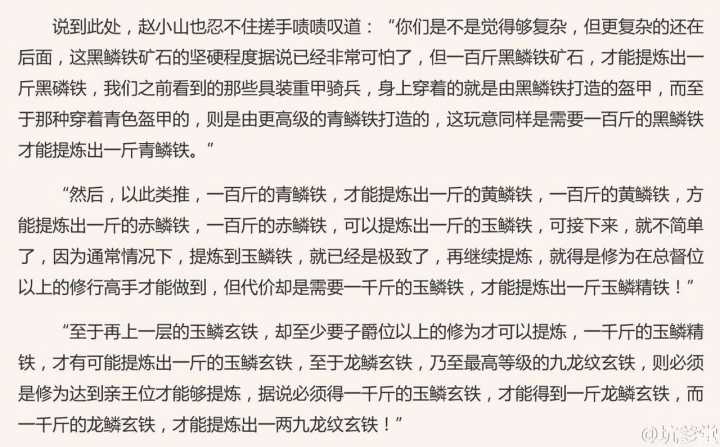 说到此处，赵小山也忍不住搓手啧啧叹道：“你们是不是觉得够复杂，但更复杂的还在
后面，这黑鳞铁矿石的坚硬程度据说已经非常可怕了，但一百斤黑鳞铁矿石，才能提炼出一
斤黑磷铁，我们之前看到的那些具装重甲骑兵，身上穿着的就是由黑鳞铁打造的盔甲，而至
于那种穿着青色盔甲的，则是由更高级的青鳞铁打造的，这玩意同样是需要一百斤的黑鳞铁
才能提炼出一斤青鳞铁。”
“然后，以此类推，一百斤的青鳞铁，才能提炼出一斤的黄鳞铁，一百斤的黄鳞铁，方
能提炼出一斤的赤鳞铁，一百斤的赤鳞铁，可以提炼出一斤的玉鳞铁，可接下来，就不简单
了，因为通常情况下，提炼到玉鳞铁，就已经是极致了，再继续提炼，就得是修为在总督位
以上的修行高手才能做到，但代价却是需要一千斤的玉鳞铁，才能提炼出一斤玉鳞精铁！”
“至于再上一层的玉鳞玄铁，却至少要子爵位以上的修为才可以提炼，一千斤的玉鳞精
铁，才有可能提炼出一斤的玉鳞玄铁，至于龙鳞玄铁，乃至最高等级的九龙纹玄铁，则必须
是修为达到亲王位才能够提炼，据说必须得一千斤的玉鳞玄铁，才能得到一斤龙鳞玄铁，而
一千斤的龙鳞玄铁，才能提炼出一两九龙纹玄铁！”
@坑爹堂